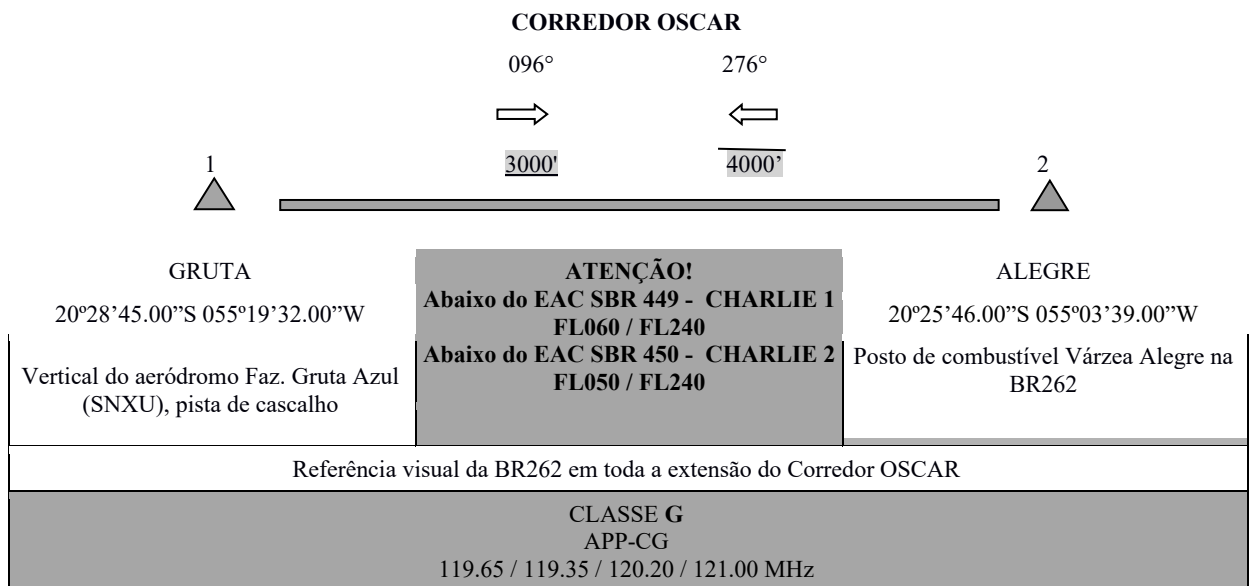 CORREDOR OSCAR
096° 276°
1 3000' 4000’ 2
GRUTA
20º28’45.00”S 055º19’32.00”W
Vertical do aeródromo Faz. Gruta Azul
(SNXU), pista de cascalho
ATENÇÃO!
Abaixo do EAC SBR 449 - CHARLIE 1
FL060 / FL240
Abaixo do EAC SBR 450 - CHARLIE 2
FL050 / FL240
ALEGRE
20º25’46.00”S 055º03’39.00”W
Posto de combustível Várzea Alegre na
BR262
Referência visual da BR262 em toda a extensão do Corredor OSCAR
CLASSE G
APP-CG
119.65 / 119.35 / 120.20 / 121.00 MHz